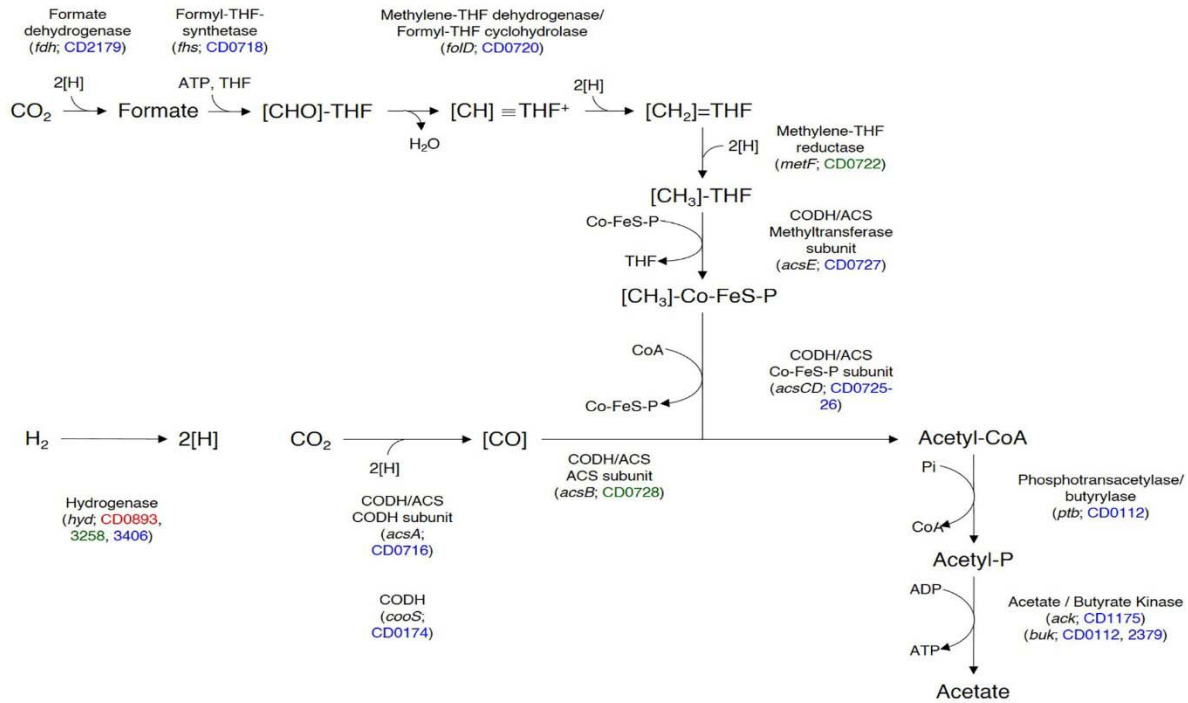 Formate
dehydrogenase
(fdh; CD2179)
Formyl-THF-
synthetase
(fhs; CD0718)
Methylene-THF dehydrogenase/
Formyl-THF cyclohydrolase
(folD; CD0720)
2[H]
ATP, THF
2[H]
CO₂
Formate
[CHO]-THF
[CH] ≡THF⁺
[CH₂]=THF
H₂O
2[H]
Methylene-THF
reductase
(metF; CD0722)
[CH₃]-THF
Co-FeS-P
THF
CODH/ACS
Methyltransferase
subunit
(acsE; CD0727)
[CH₃]-Co-FeS-P
CoA
Co-FeS-P
CODH/ACS
Co-FeS-P subunit
(acsCD; CD0725-
26)
H₂
2[H]
CO₂
[CO]
Acetyl-CoA
2[H]
Hydrogenase
(hyd; CD0893,
3258, 3406)
CODH/ACS
CODH subunit
(acsA;
CD0716)
CODH
(cooS;
CD0174)
CODH/ACS
ACS subunit
(acsB; CD0728)
Pi
CoA
Phosphotransacetylase/
butyrylase
(ptb; CD0112)
Acetyl-P
ADP
ATP
Acetate / Butyrate Kinase
(ack; CD1175)
(buk; CD0112, 2379)
Acetate